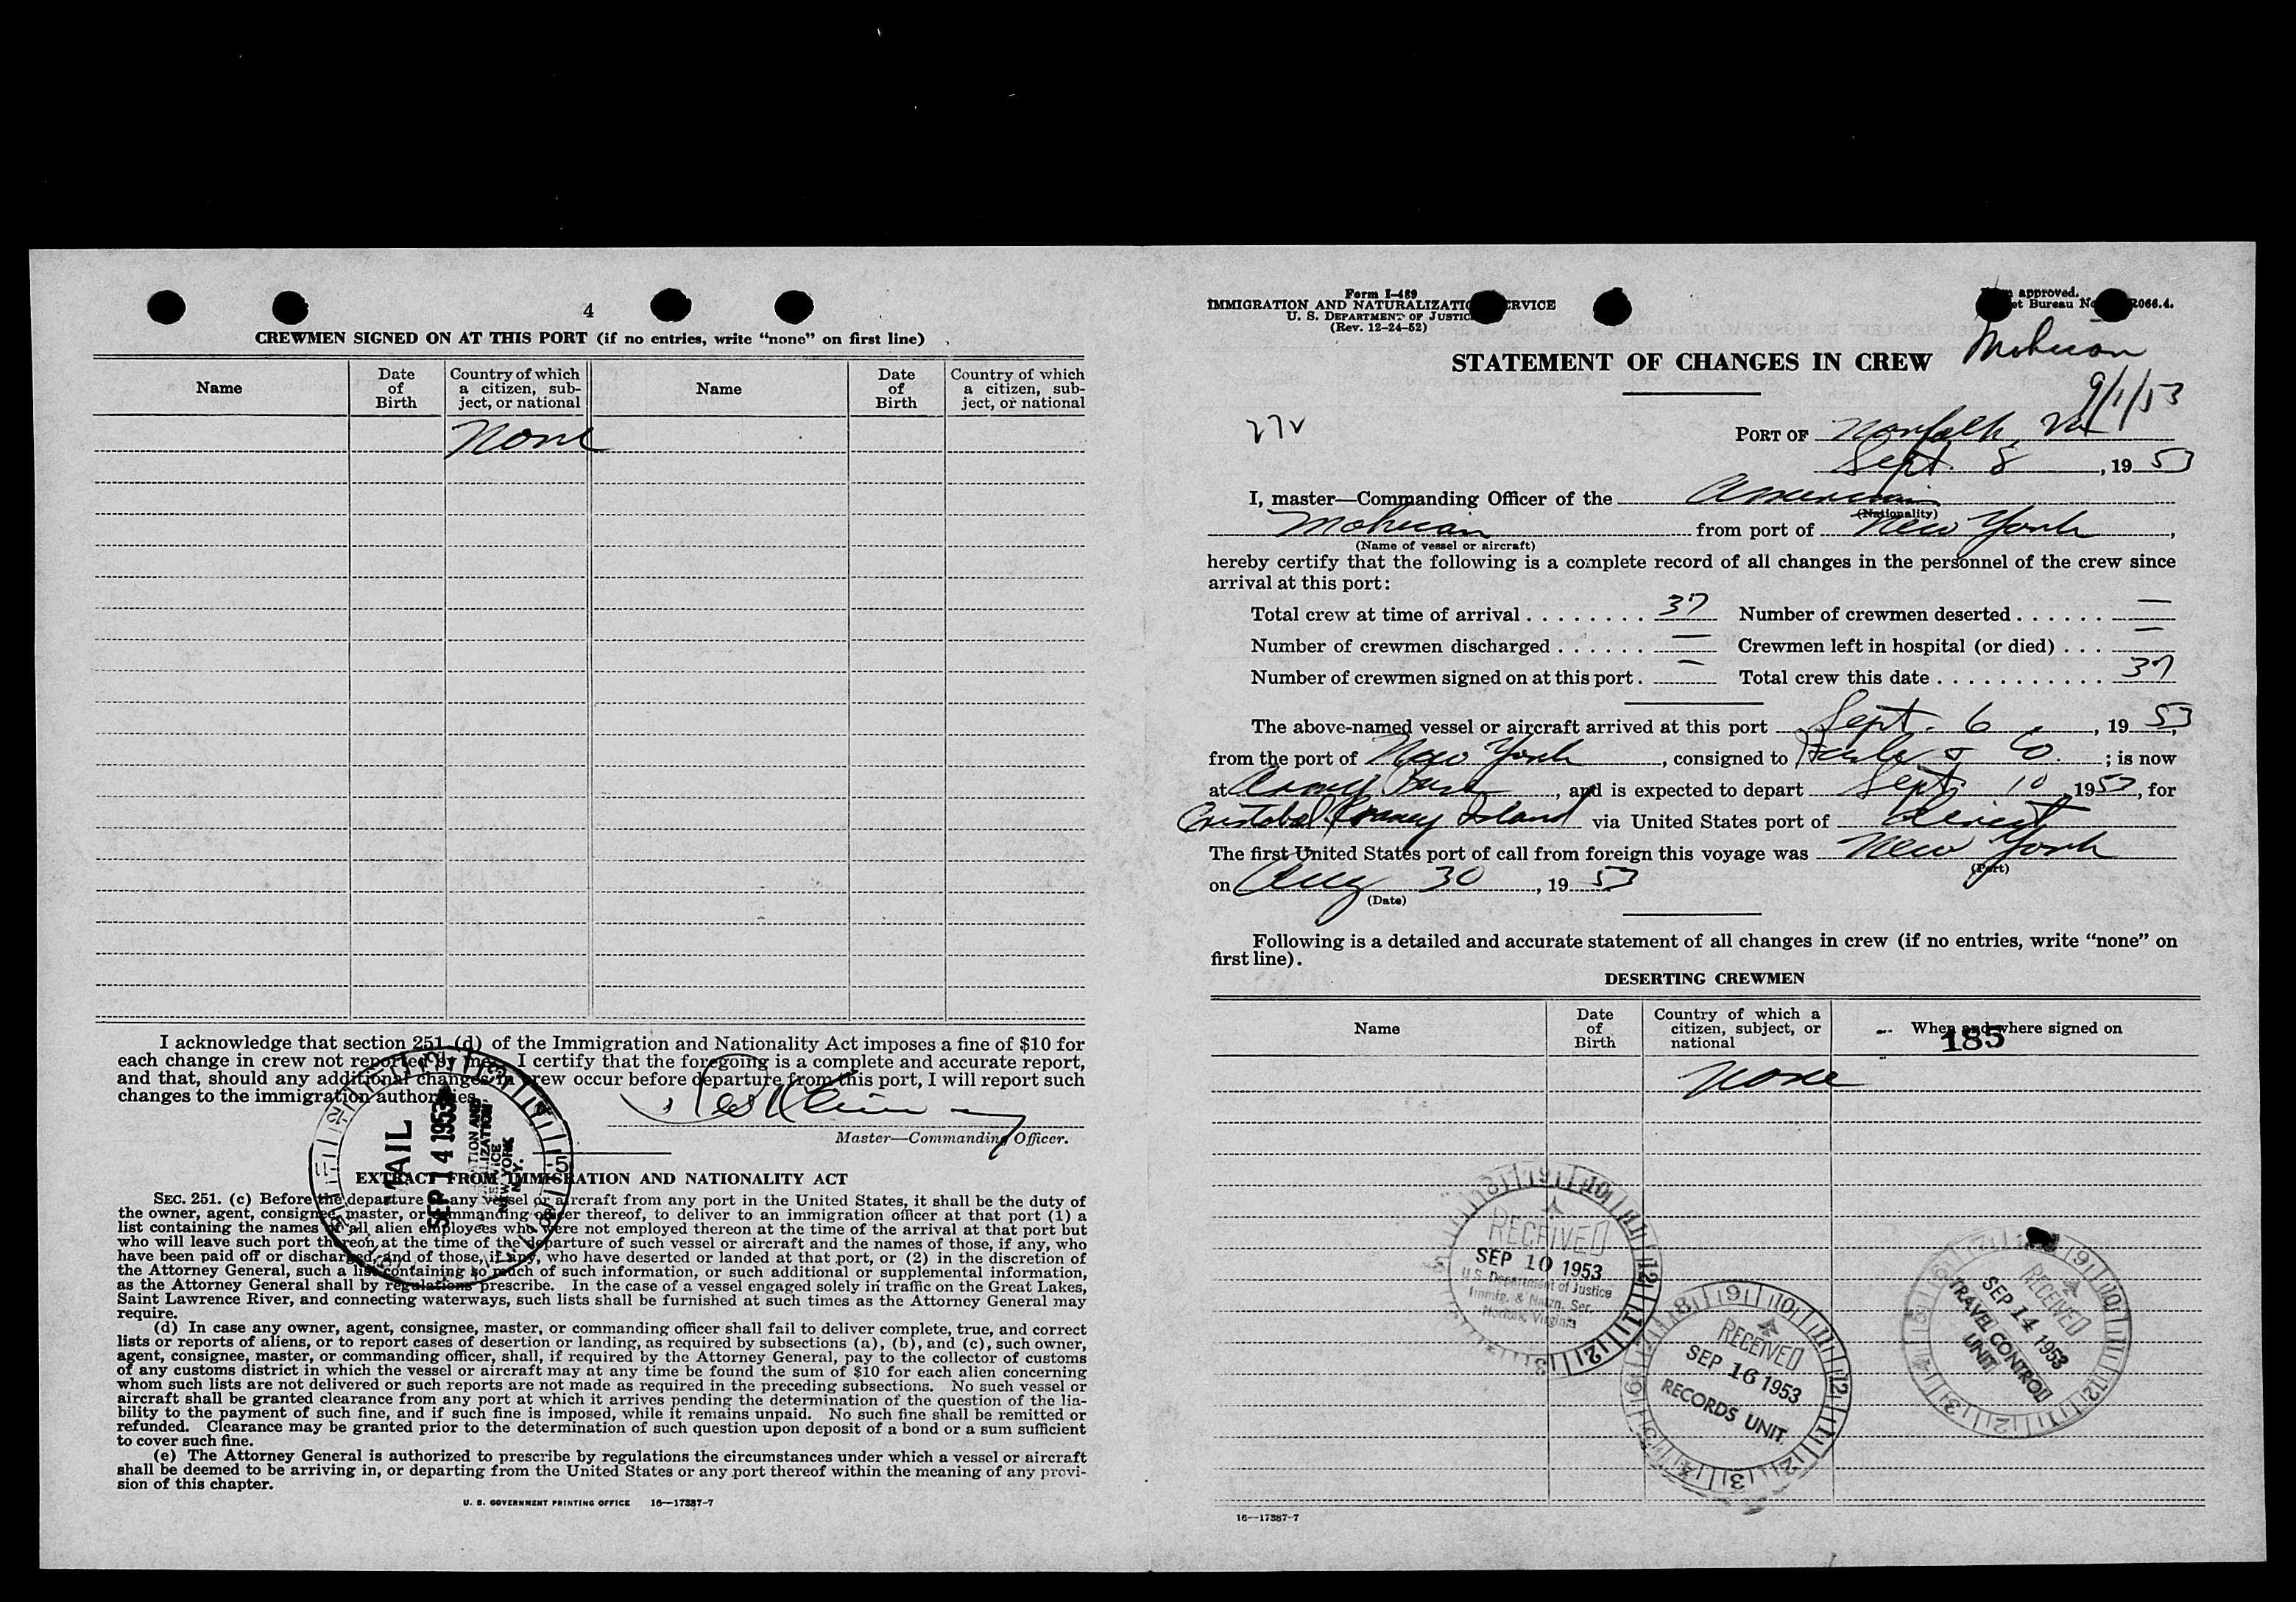 4
CREWMEN SIGNED ON AT THIS PORT (if no entries, write “none” on first line)
Name
Date of Birth
Country of which a citizen, sub-
ject, or national
Name
Date of Birth
Country of which a citizen, sub-
ject, or national
None
I acknowledge that section 251 (d) of the Immigration and Nationality Act imposes a fine of $10 for
each change in crew not reported by me. I certify that the foregoing is a complete and accurate report,
and that, should any additional changes in crew occur before departure from this port, I will report such
changes to the immigration authorities.
Master—Commanding Officer.
MAIL
SEP 14 1953
NEW YORK
N.Y.
EXTRACT FROM IMMIGRATION AND NATIONALITY ACT
SEC. 251. (c) Before the departure of any vessel or aircraft from any port in the United States, it shall be the duty of
the owner, agent, consignee, master, or commanding officer thereof, to deliver to an immigration officer at that port (1) a
list containing the names of all alien employees who were not employed thereon at the time of the arrival at that port but
who will leave such port thereon at the time of the departure of such vessel or aircraft and the names of those, if any, who
have been paid off or discharged, and of those, if any, who have deserted or landed at that port, or (2) in the discretion of
the Attorney General, such a list containing so much of such information, or such additional or supplemental information,
as the Attorney General shall by regulations prescribe. In the case of a vessel engaged solely in traffic on the Great Lakes,
Saint Lawrence River, and connecting waterways, such lists shall be furnished at such times as the Attorney General may
require.
(d) In case any owner, agent, consignee, master, or commanding officer shall fail to deliver complete, true, and correct
lists or reports of aliens, or to report cases of desertion or landing, as required by subsections (a), (b), and (c), such owner,
agent, consignee, master, or commanding officer, shall, if required by the Attorney General, pay to the collector of customs
of any customs district in which the vessel or aircraft may at any time be found the sum of $10 for each alien concerning
whom such lists are not delivered or such reports are not made as required in the preceding subsections. No such vessel or
aircraft shall be granted clearance from any port at which it arrives pending the determination of the question of the lia-
bility to the payment of such fine, and if such fine is imposed, while it remains unpaid. No such fine shall be remitted or
refunded. Clearance may be granted prior to the determination of such question upon deposit of a bond or a sum sufficient
to cover such fine.
(e) The Attorney General is authorized to prescribe by regulations the circumstances under which a vessel or aircraft
shall be deemed to be arriving in, or departing from the United States or any port thereof within the meaning of any provi-
sion of this chapter.
U. S. GOVERNMENT PRINTING OFFICE 16—17387-7
Form I-489
IMMIGRATION AND NATURALIZATION SERVICE
U. S. DEPARTMENT OF JUSTICE
(Rev. 12-24-52)
approved.
et Bureau No. 066.4.
Mohican
STATEMENT OF CHANGES IN CREW
9/1/53
272
PORT OF Norfolk, Va
Sept. 8, 19 53
I, master—Commanding Officer of the American
(Nationality)
Mohican from port of New York,
(Name of vessel or aircraft)
hereby certify that the following is a complete record of all changes in the personnel of the crew since
arrival at this port:
Total crew at time of arrival 37 Number of crewmen deserted —
Number of crewmen discharged — Crewmen left in hospital (or died) —
Number of crewmen signed on at this port — Total crew this date 37
The above-named vessel or aircraft arrived at this port Sept. 6, 19 53
from the port of New York, consigned to & Co.; is now
at Army Base, and is expected to depart Sept 10 1953, for
Cristobal Craney Island via United States port of Direct
The first United States port of call from foreign this voyage was New York
(Port)
on Aug 30, 19 53
(Date)
Following is a detailed and accurate statement of all changes in crew (if no entries, write “none” on
first line).
DESERTING CREWMEN
Name
Date of Birth
Country of which a citizen, subject, or national
When and where signed on
185
None
RECEIVED
SEP 10 1953
U.S. Department of Justice
Immig. & Natzn. Ser.
Norfolk, Virginia
RECEIVED
SEP 16 1953
RECORDS UNIT
RECEIVED
SEP 14 1953
TRAVEL CONTROL
UNIT
16—17387-7